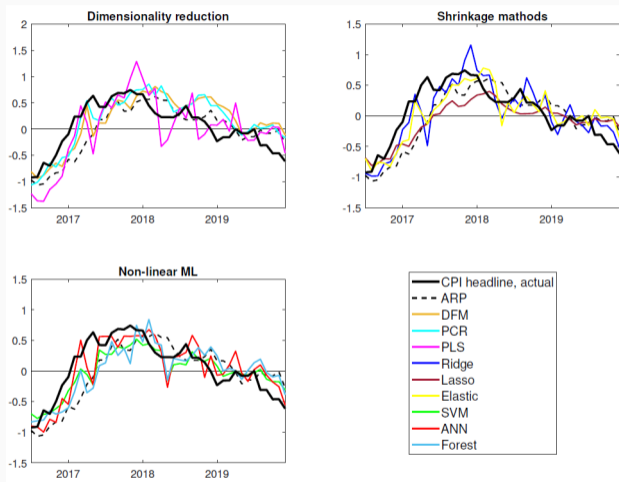 Dimensionality reduction
2
1.5
1
0.5
0
-0.5
-1
-1.5
2017
2018
2019
Shrinkage mathods
1.5
1
0.5
0
-0.5
-1
-1.5
2017
2018
2019
Non-linear ML
1.5
1
0.5
0
-0.5
-1
-1.5
2017
2018
2019
CPI headline, actual
ARP
DFM
PCR
PLS
Ridge
Lasso
Elastic
SVM
ANN
Forest